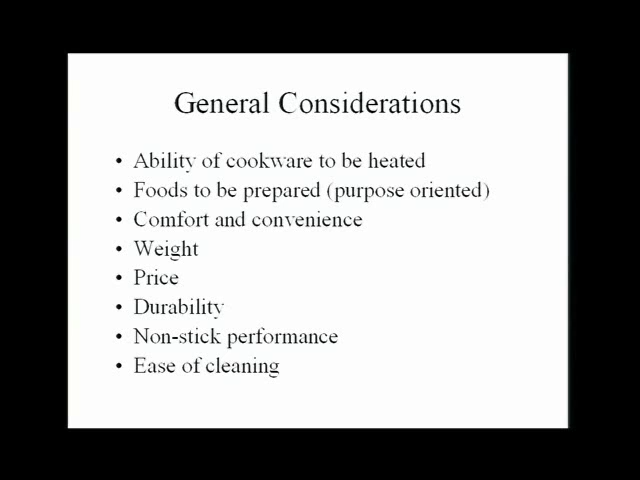 General Considerations
• Ability of cookware to be heated
• Foods to be prepared (purpose oriented)
• Comfort and convenience
• Weight
• Price
• Durability
• Non-stick performance
• Ease of cleaning